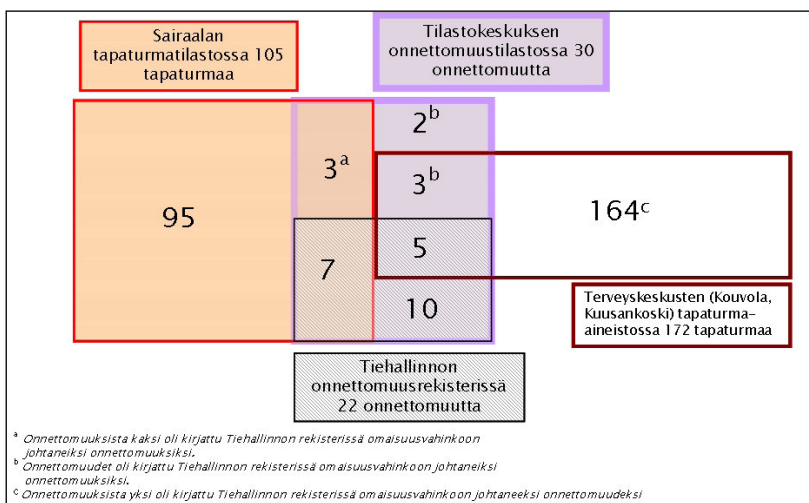 Sairaalan
tapaturmatilastossa 105
tapaturmaa
Tilastokeskuksen
onnettomuustilastossa 30
onnettomuutta
2b
3a
3b
95
164c
5
7
10
Terveyskeskusten (Kouvola,
Kuusankoski) tapaturma-
aineistossa 172 tapaturmaa
Tiehallinnon
onnettomuusrekisterissä
22 onnettomuutta
a Onnettomuuksista kaksi oli kirjattu Tiehallinnon rekisterissä omaisuusvahinkoon
johtaneiksi onnettomuuksiksi.
b Onnettomuudet oli kirjattu Tiehallinnon rekisterissä omaisuusvahinkoon johtaneiksi
onnettomuuksiksi.
c Onnettomuuksista yksi oli kirjattu Tiehallinnon rekisterissä omaisuusvahinkoon johtaneeksi onnettomuudeksi